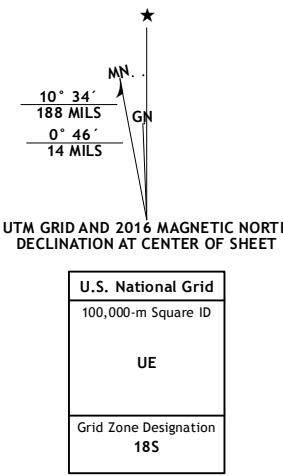 ★
MN
10° 34´
188 MILS
GN
0° 46´
14 MILS
UTM GRID AND 2016 MAGNETIC NORTH
DECLINATION AT CENTER OF SHEET
U.S. National Grid
100,000-m Square ID
UE
Grid Zone Designation
18S